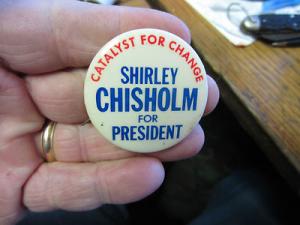 CATALYST FOR CHANGE
SHIRLEY
CHISHOLM
FOR
PRESIDENT